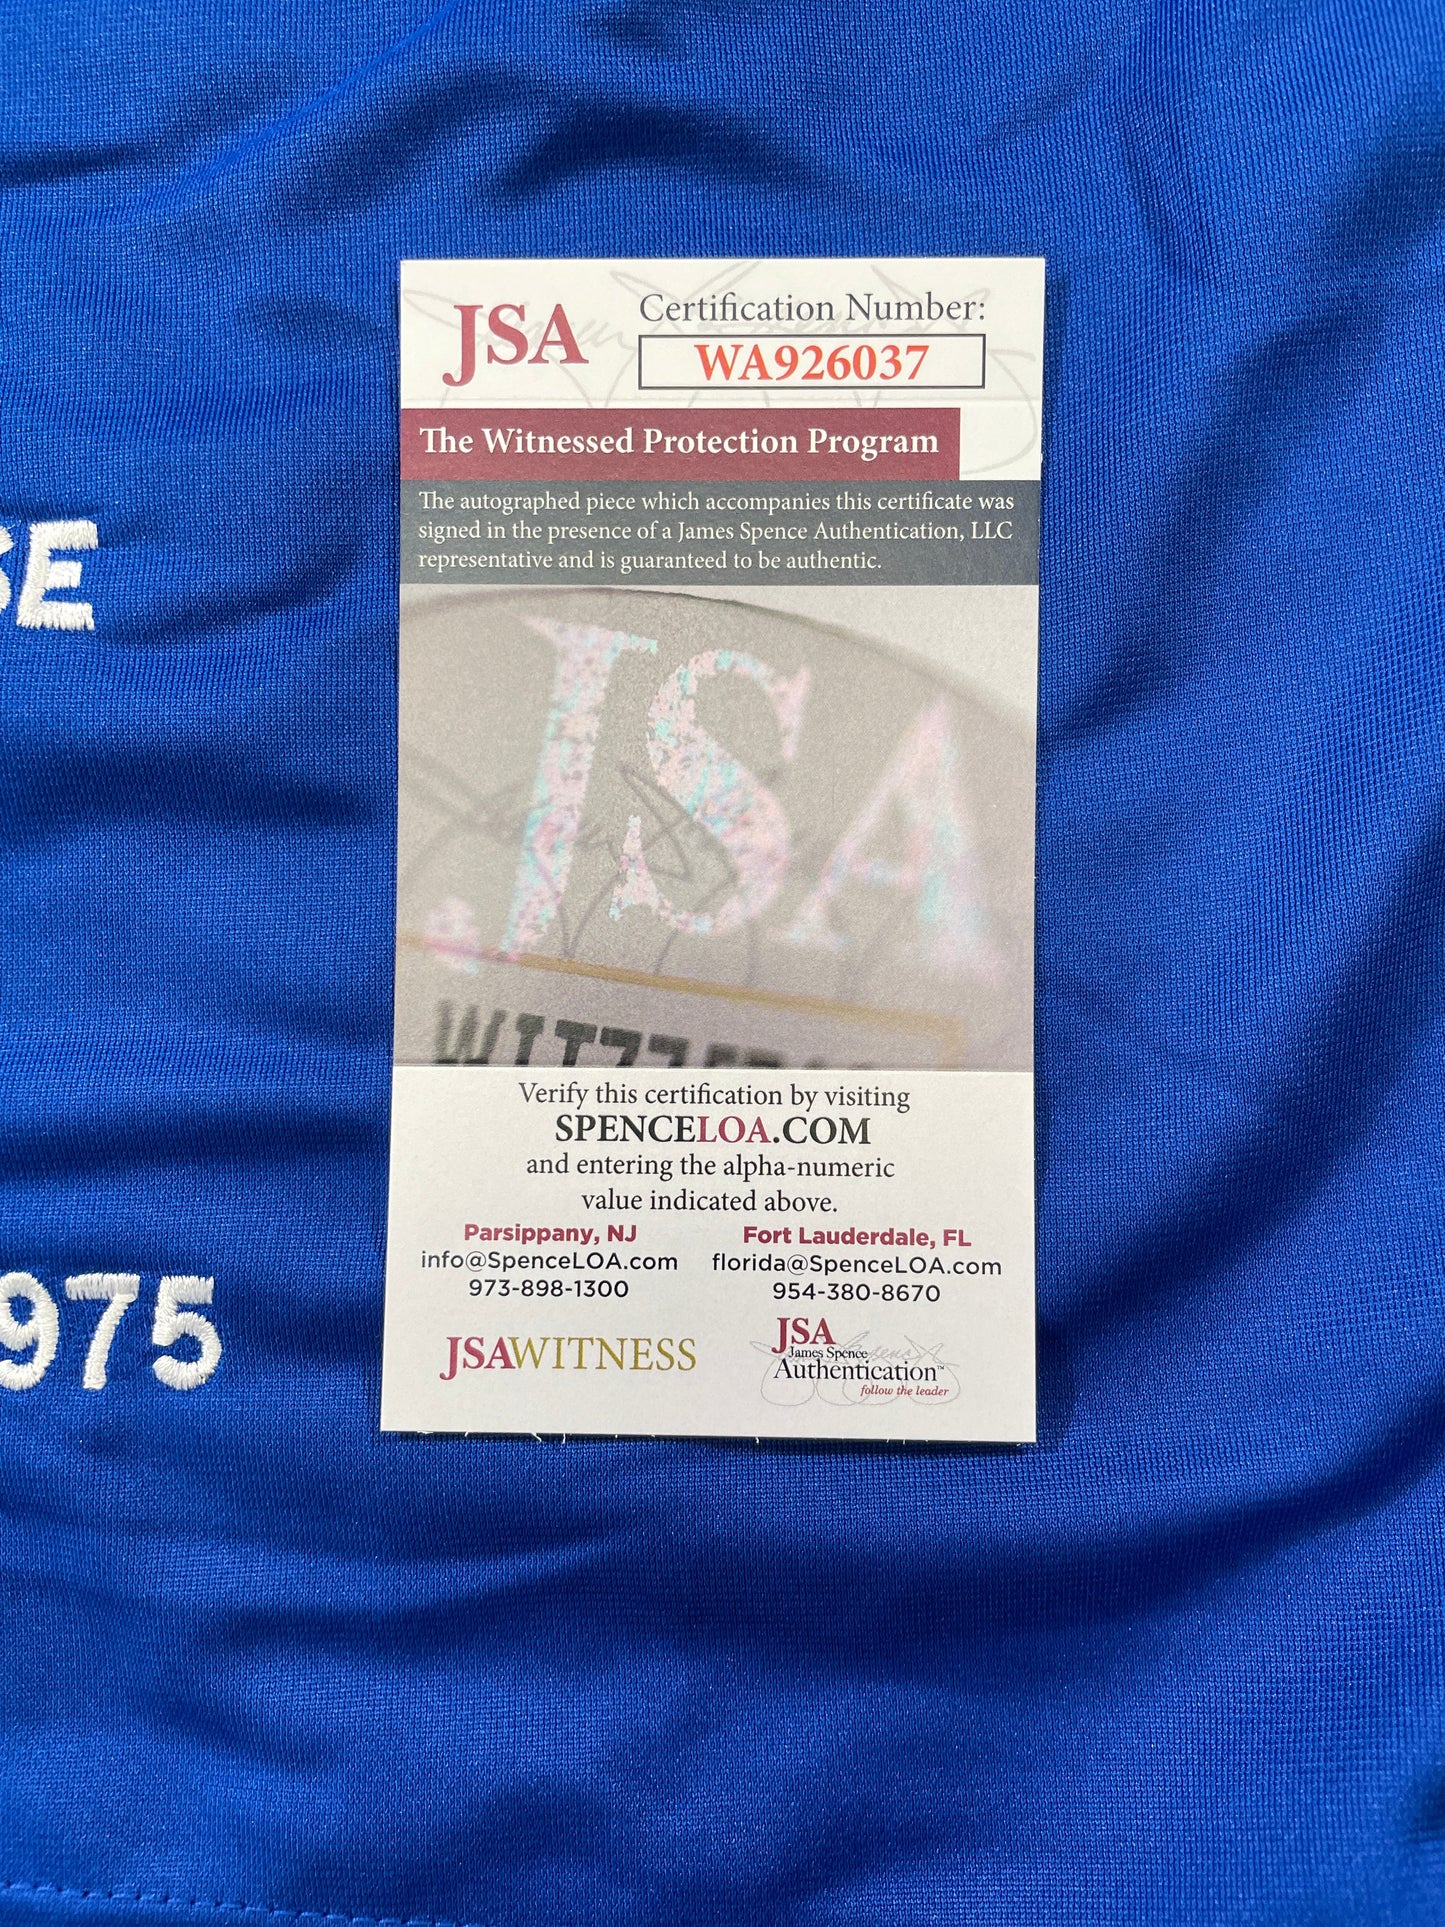 JSA
Certification Number:
WA926037
The Witnessed Protection Program
The autographed piece which accompanies this certificate was
signed in the presence of a James Spence Authentication, LLC
representative and is guaranteed to be authentic.
SE
JSA
Verify this certification by visiting
SPENCELOA.COM
and entering the alpha-numeric
value indicated above.
Parsippany, NJ
info@SpenceLOA.com
973-898-1300
Fort Lauderdale, FL
florida@SpenceLOA.com
954-380-8670
975
JSAWITNESS
JSA
James Spence
Authentication™
follow the leader